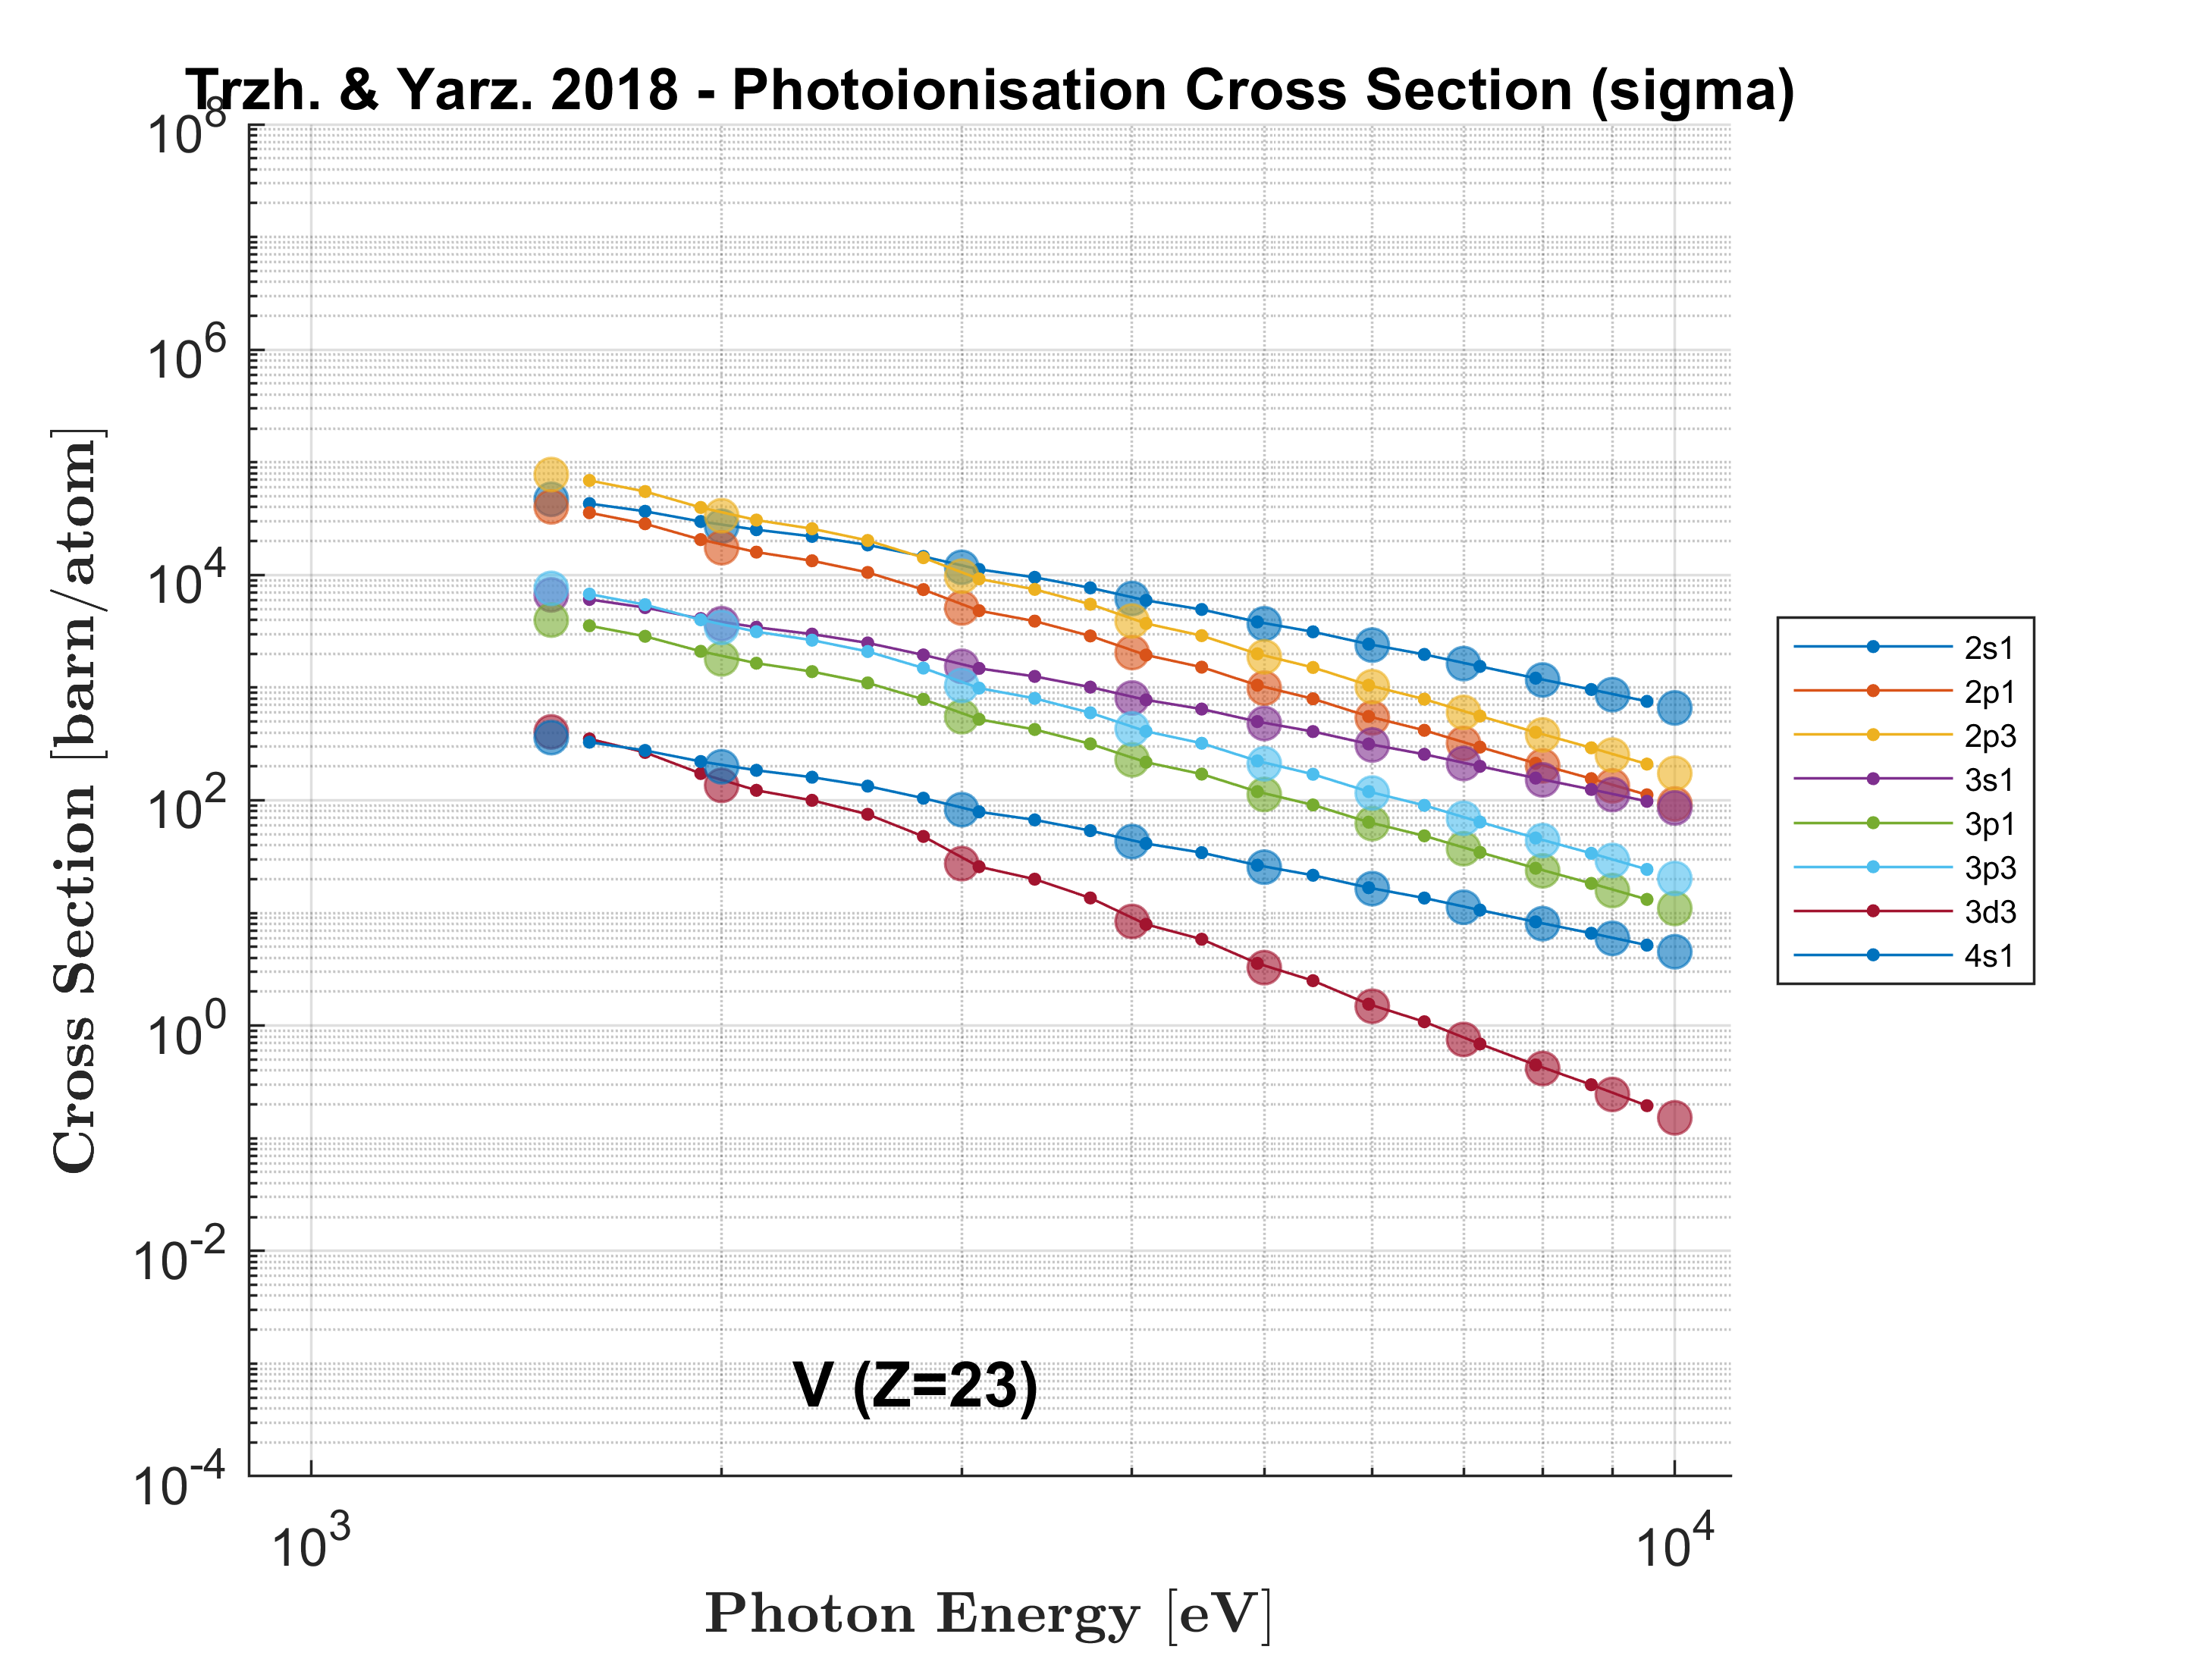 Trzh. & Yarz. 2018 - Photoionisation Cross Section (sigma)
10^8
10^6
10^4
10^2
10^0
10^-2
10^-4
Cross Section [barn/atom]
V (Z=23)
10^3
10^4
Photon Energy [eV]
2s1
2p1
2p3
3s1
3p1
3p3
3d3
4s1